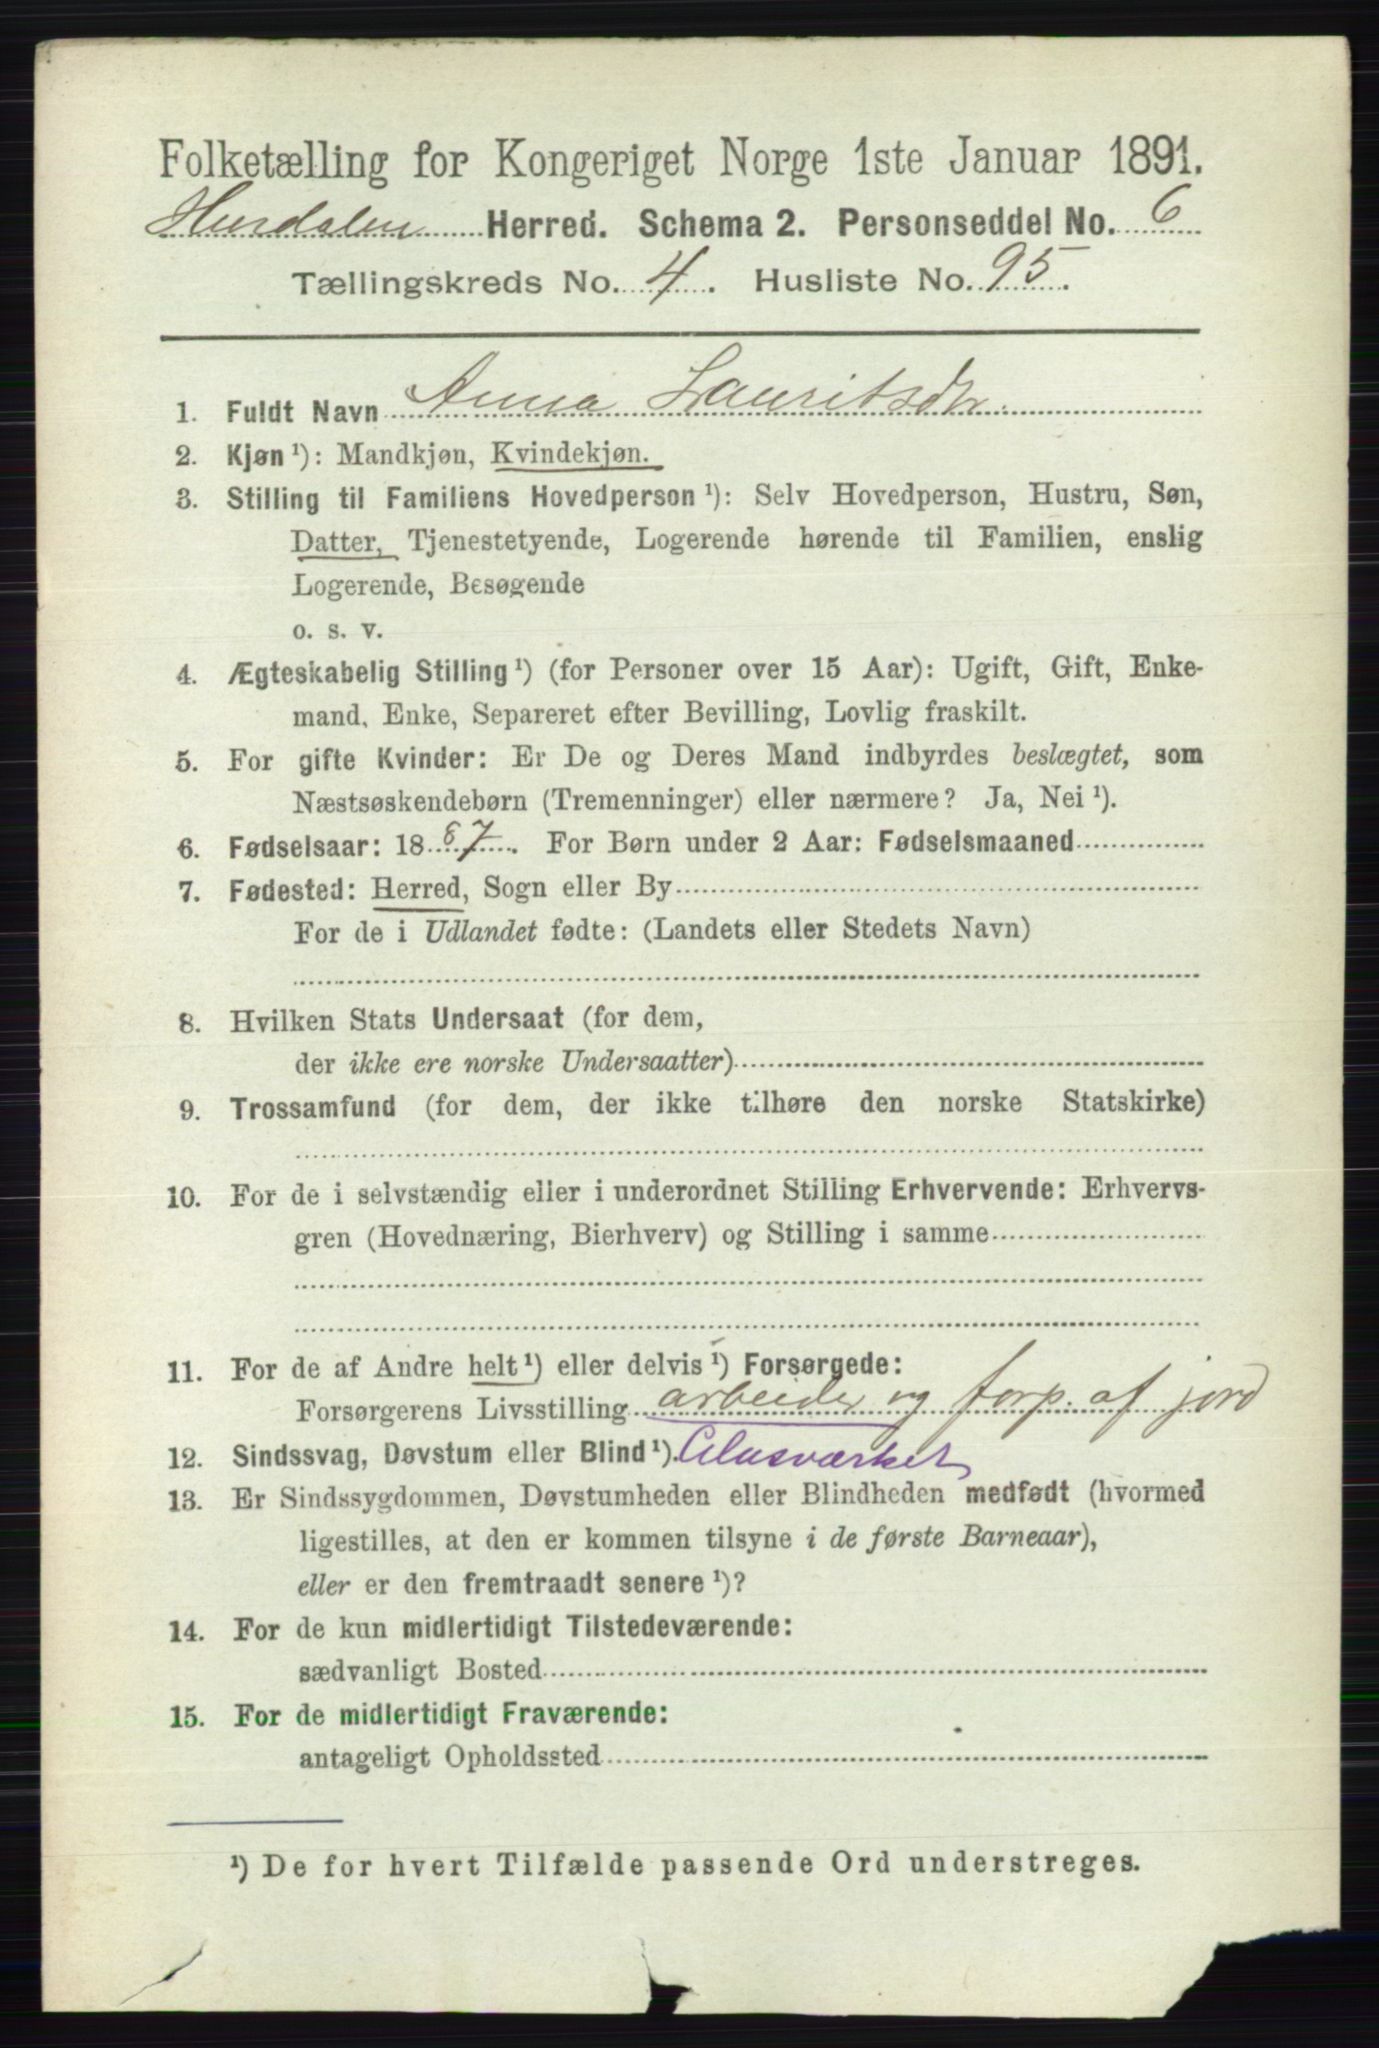 Folketælling for Kongeriget Norge 1ste Januar 1891.
Hurdalen Herred. Schema 2. Personseddel No. 6
Tællingskreds No. 4. Husliste No. 95.
1. Fuldt Navn Anna Lauritsdtr.
2. Kjøn ¹): Mandkjøn, Kvindekjøn.
3. Stilling til Familiens Hovedperson ¹): Selv Hovedperson, Hustru, Søn,
Datter, Tjenestetyende, Logerende hørende til Familien, enslig
Logerende, Besøgende
o. s. v.
4. Ægteskabelig Stilling ¹) (for Personer over 15 Aar): Ugift, Gift, Enke-
mand, Enke, Separeret efter Bevilling, Lovlig fraskilt.
5. For gifte Kvinder: Er De og Deres Mand indbyrdes beslægtet, som
Næstsøskendebørn (Tremenninger) eller nærmere? Ja, Nei ¹).
6. Fødselsaar: 1887. For Børn under 2 Aar: Fødselsmaaned
7. Fødested: Herred, Sogn eller By
For de i Udlandet fødte: (Landets eller Stedets Navn)
8. Hvilken Stats Undersaat (for dem,
der ikke ere norske Undersaatter)
9. Trossamfund (for dem, der ikke tilhøre den norske Statskirke)
10. For de i selvstændig eller i underordnet Stilling Erhvervende: Erhvervs-
gren (Hovednæring, Bierhverv) og Stilling i samme
11. For de af Andre helt ¹) eller delvis ¹) Forsørgede:
Forsørgerens Livsstilling arbeider og forp. af jord
12. Sindssvag, Døvstum eller Blind ¹). Glasværket
13. Er Sindssygdommen, Døvstumheden eller Blindheden medfødt (hvormed
ligestilles, at den er kommen tilsyne i de første Barneaar),
eller er den fremtraadt senere ¹)?
14. For de kun midlertidigt Tilstedeværende:
sædvanligt Bosted
15. For de midlertidigt Fraværende:
antageligt Opholdssted
¹) De for hvert Tilfælde passende Ord understreges.